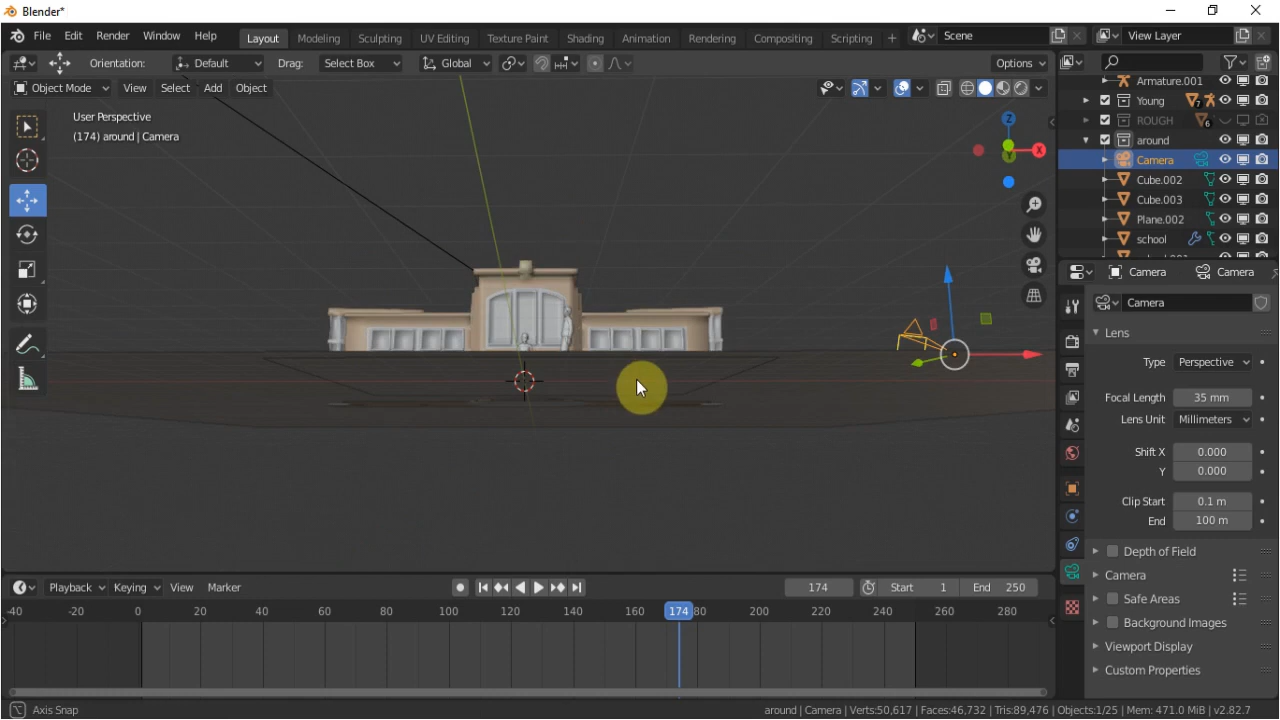 Blender*
File Edit Render Window Help Layout Modeling Sculpting UV Editing Texture Paint Shading Animation Rendering Compositing Scripting + Scene View Layer
Orientation: Default Drag: Select Box Global Options
Object Mode View Select Add Object
User Perspective
(174) around | Camera
Z
X
Y
Armature.001
Young 7
ROUGH 6
around
Camera
Cube.002
Cube.003
Plane.002
school
Camera Camera
Camera
Lens
Type Perspective
Focal Length 35 mm
Lens Unit Millimeters
Shift X 0.000
Y 0.000
Clip Start 0.1 m
End 100 m
Depth of Field
Camera
Safe Areas
Background Images
Viewport Display
Custom Properties
Playback Keying View Marker 174 Start 1 End 250
-40 -20 0 20 40 60 80 100 120 140 160 174 80 200 220 240 260 280
Axis Snap around | Camera | Verts:50,617 | Faces:46,732 | Tris:89,476 | Objects:1/25 | Mem: 471.0 MiB | v2.82.7